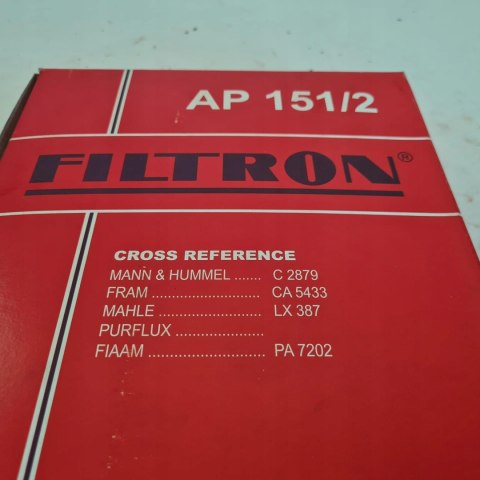 AP 151/2
FILTRON®
CROSS REFERENCE
MANN & HUMMEL ....... C 2879
FRAM ........................... CA 5433
MAHLE ......................... LX 387
PURFLUX ......................
FIAAM ............................. PA 7202